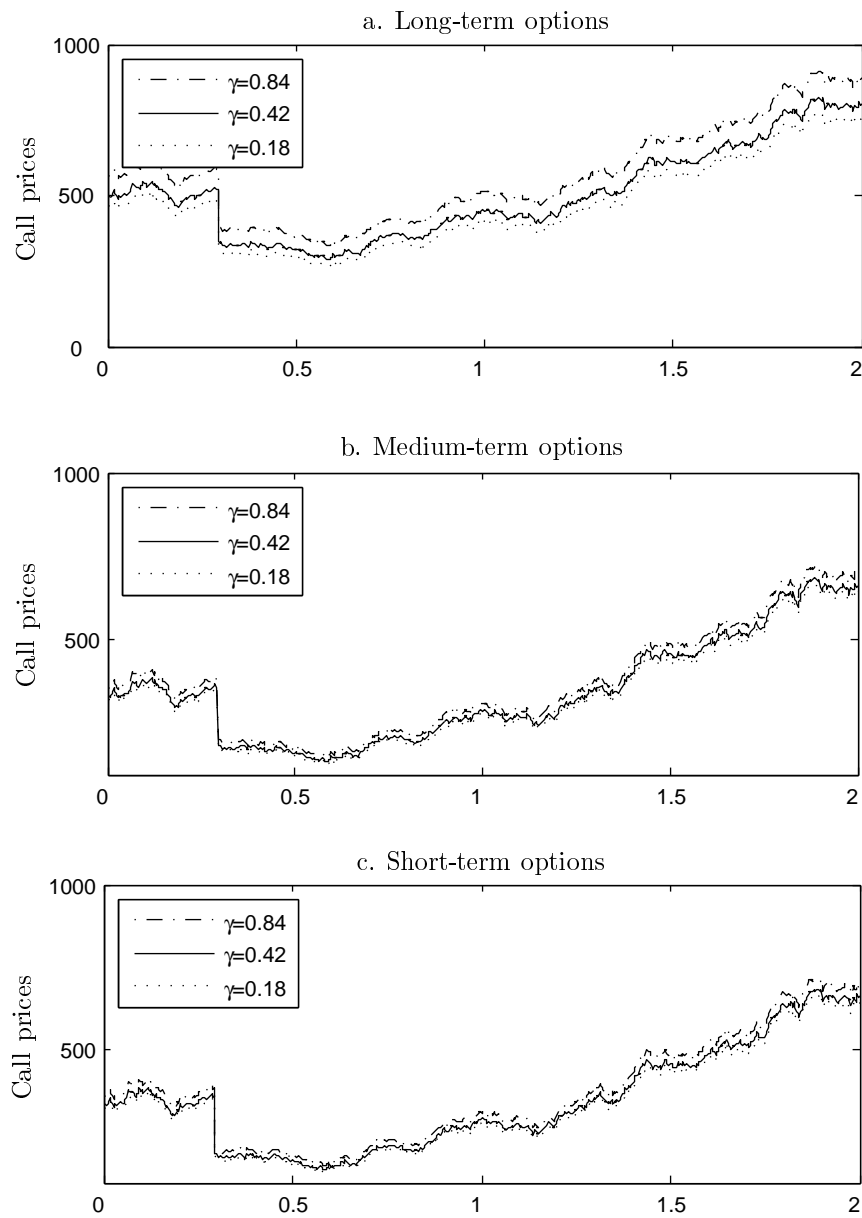 a. Long-term options
1000
γ=0.84
γ=0.42
γ=0.18
500
Call prices
0
0 0.5 1 1.5 2
b. Medium-term options
1000
γ=0.84
γ=0.42
γ=0.18
500
Call prices
0 0.5 1 1.5 2
c. Short-term options
1000
γ=0.84
γ=0.42
γ=0.18
500
Call prices
0 0.5 1 1.5 2